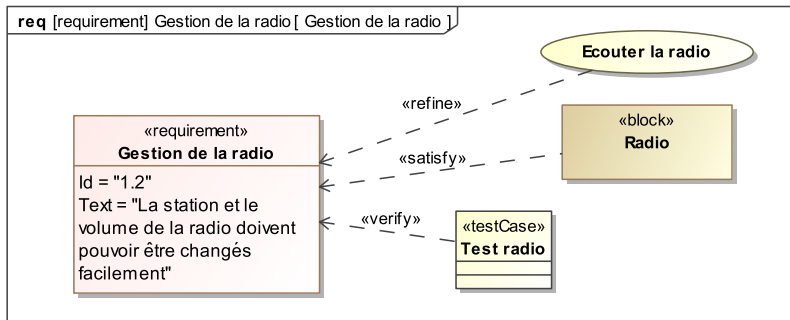 req [requirement] Gestion de la radio [ Gestion de la radio ]
Ecouter la radio
«refine»
«requirement»
Gestion de la radio
Id = "1.2"
Text = "La station et le
volume de la radio doivent
pouvoir être changés
facilement"
«block»
Radio
«satisfy»
«verify»
«testCase»
Test radio